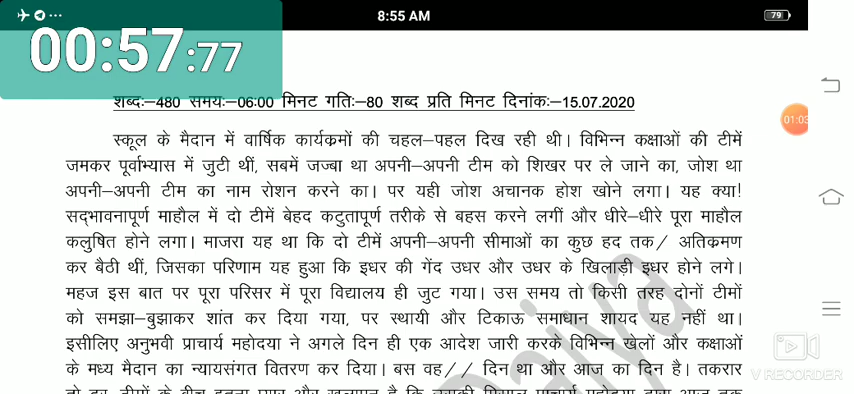 8:55 AM
79
00:57:77
01:03
शब्दः–480 समयः–06:00 मिनट गतिः–80 शब्द प्रति मिनट दिनांकः–15.07.2020
स्कूल के मैदान में वार्षिक कार्यक्रमों की चहल–पहल दिख रही थी। विभिन्न कक्षाओं की टीमें
जमकर पूर्वाभ्यास में जुटी थीं, सबमें जज्बा था अपनी–अपनी टीम को शिखर पर ले जाने का, जोश था
अपनी–अपनी टीम का नाम रोशन करने का। पर यही जोश अचानक होश खोने लगा। यह क्या!
सद्भावनापूर्ण माहौल में दो टीमें बेहद कटुतापूर्ण तरीके से बहस करने लगीं और धीरे–धीरे पूरा माहौल
कलुषित होने लगा। माजरा यह था कि दो टीमें अपनी–अपनी सीमाओं का कुछ हद तक/ अतिक्रमण
कर बैठी थीं, जिसका परिणाम यह हुआ कि इधर की गेंद उधर और उधर के खिलाड़ी इधर होने लगे।
महज इस बात पर पूरा परिसर में पूरा विद्यालय ही जुट गया। उस समय तो किसी तरह दोनों टीमों
को समझा–बुझाकर शांत कर दिया गया, पर स्थायी और टिकाऊ समाधान शायद यह नहीं था।
इसीलिए अनुभवी प्राचार्य महोदया ने अगले दिन ही एक आदेश जारी करके विभिन्न खेलों और कक्षाओं
के मध्य मैदान का न्यायसंगत वितरण कर दिया। बस वह// दिन था और आज का दिन है। तकरार
V RECORDER